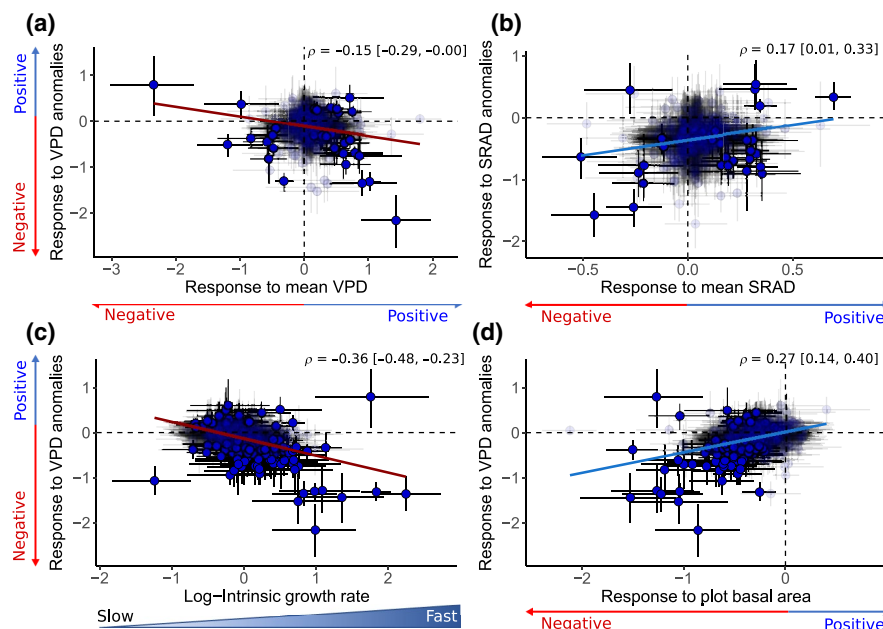 (a)
ρ = −0.15 [−0.29, −0.00]
Positive
Negative
Response to VPD anomalies
1
0
−1
−2
−3 −2 −1 0 1 2
Response to mean VPD
Negative Positive
(b)
ρ = 0.17 [0.01, 0.33]
Response to SRAD anomalies
1
0
−1
−2
−0.5 0.0 0.5
Response to mean SRAD
Negative Positive
(c)
ρ = −0.36 [−0.48, −0.23]
Positive
Negative
Response to VPD anomalies
1
0
−1
−2
−2 −1 0 1 2
Log−Intrinsic growth rate
Slow Fast
(d)
ρ = 0.27 [0.14, 0.40]
Response to VPD anomalies
1
0
−1
−2
−2 −1 0
Response to plot basal area
Negative Positive